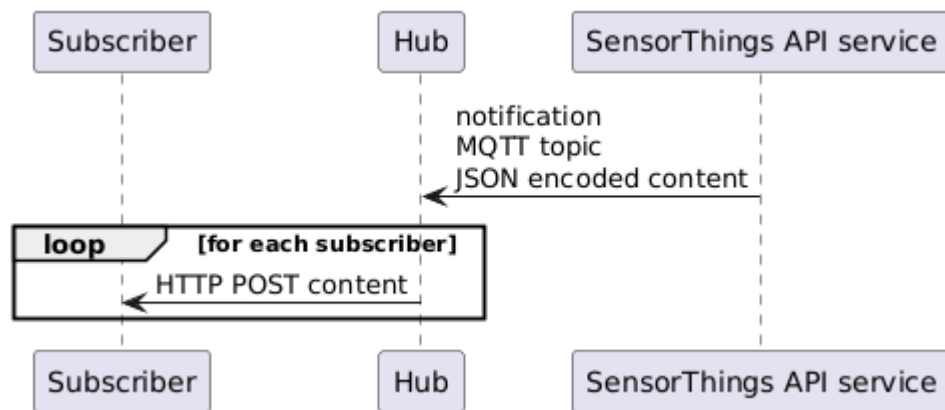 Subscriber
Hub
SensorThings API service
notification
MQTT topic
JSON encoded content
loop
[for each subscriber]
HTTP POST content
Subscriber
Hub
SensorThings API service